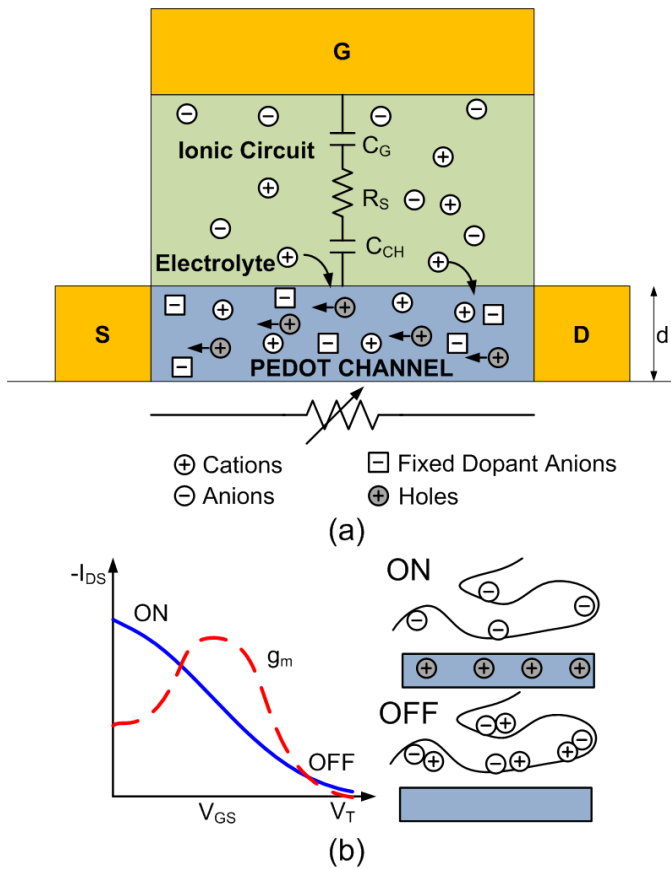 G
Ionic Circuit
C_G
R_S
C_CH
Electrolyte
S
D
d
PEDOT CHANNEL
⊕ Cations
⊟ Fixed Dopant Anions
⊖ Anions
⊕ Holes
(a)
-I_DS
ON
g_m
OFF
V_GS
V_T
ON
OFF
(b)